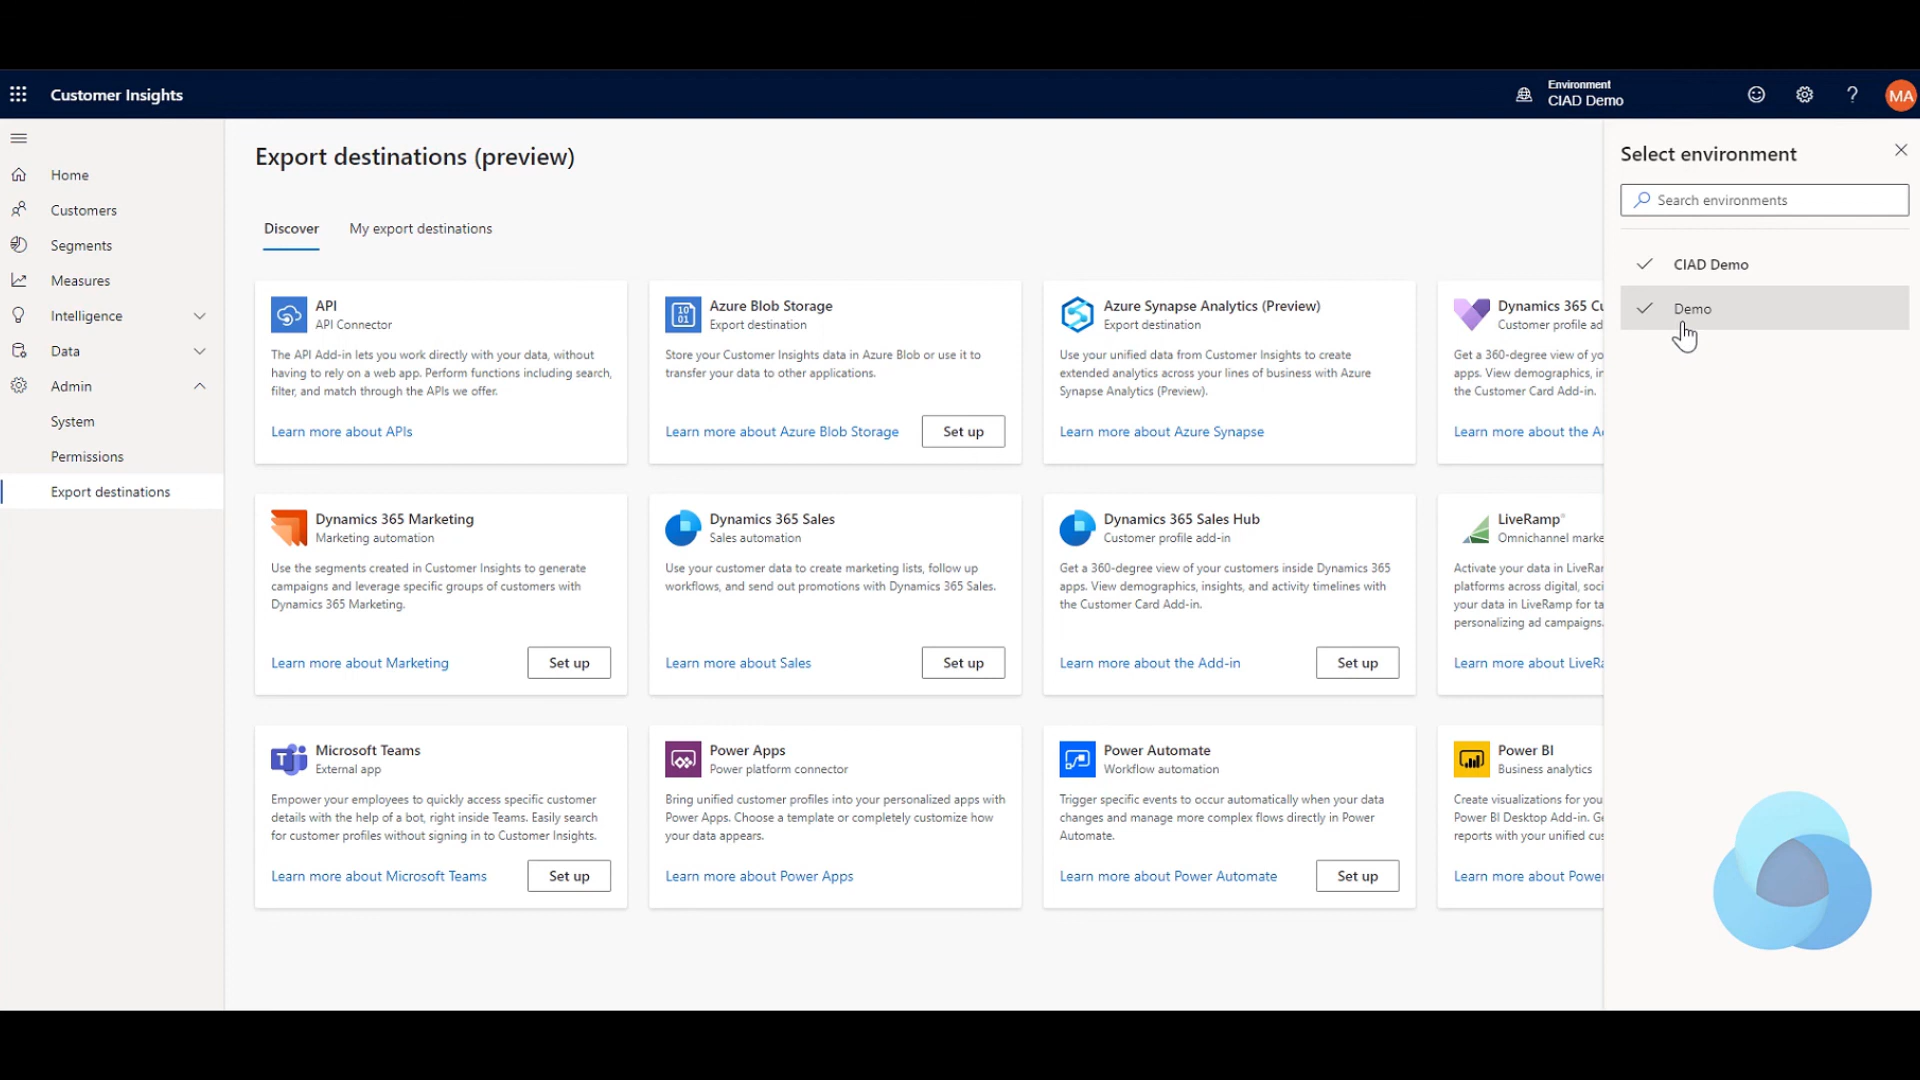 Customer Insights
Environment
CIAD Demo
?
MA
Home
Customers
Segments
Measures
Intelligence
Data
Admin
System
Permissions
Export destinations
Export destinations (preview)
Discover
My export destinations
API
API Connector
The API Add-in lets you work directly with your data, without
having to rely on a web app. Perform functions including search,
filter, and match through the APIs we offer.
Learn more about APIs
10
01
Azure Blob Storage
Export destination
Store your Customer Insights data in Azure Blob or use it to
transfer your data to other applications.
Learn more about Azure Blob Storage
Set up
Azure Synapse Analytics (Preview)
Export destination
Use your unified data from Customer Insights to create
extended analytics across your lines of business with Azure
Synapse Analytics (Preview).
Learn more about Azure Synapse
Dynamics 365 Cu
Customer profile ad
Get a 360-degree view of yo
apps. View demographics, in
the Customer Card Add-in.
Learn more about the A
Dynamics 365 Marketing
Marketing automation
Use the segments created in Customer Insights to generate
campaigns and leverage specific groups of customers with
Dynamics 365 Marketing.
Learn more about Marketing
Set up
Dynamics 365 Sales
Sales automation
Use your customer data to create marketing lists, follow up
workflows, and send out promotions with Dynamics 365 Sales.
Learn more about Sales
Set up
Dynamics 365 Sales Hub
Customer profile add-in
Get a 360-degree view of your customers inside Dynamics 365
apps. View demographics, insights, and activity timelines with
the Customer Card Add-in.
Learn more about the Add-in
Set up
LiveRamp®
Omnichannel marke
Activate your data in LiveRar
platforms across digital, soci
your data in LiveRamp for ta
personalizing ad campaigns.
Learn more about LiveRa
T
Microsoft Teams
External app
Empower your employees to quickly access specific customer
details with the help of a bot, right inside Teams. Easily search
for customer profiles without signing in to Customer Insights.
Learn more about Microsoft Teams
Set up
Power Apps
Power platform connector
Bring unified customer profiles into your personalized apps with
Power Apps. Choose a template or completely customize how
your data appears.
Learn more about Power Apps
Power Automate
Workflow automation
Trigger specific events to occur automatically when your data
changes and manage more complex flows directly in Power
Automate.
Learn more about Power Automate
Set up
Power BI
Business analytics
Create visualizations for you
Power BI Desktop Add-in. Ge
reports with your unified cus
Learn more about Power
Select environment
Search environments
CIAD Demo
Demo